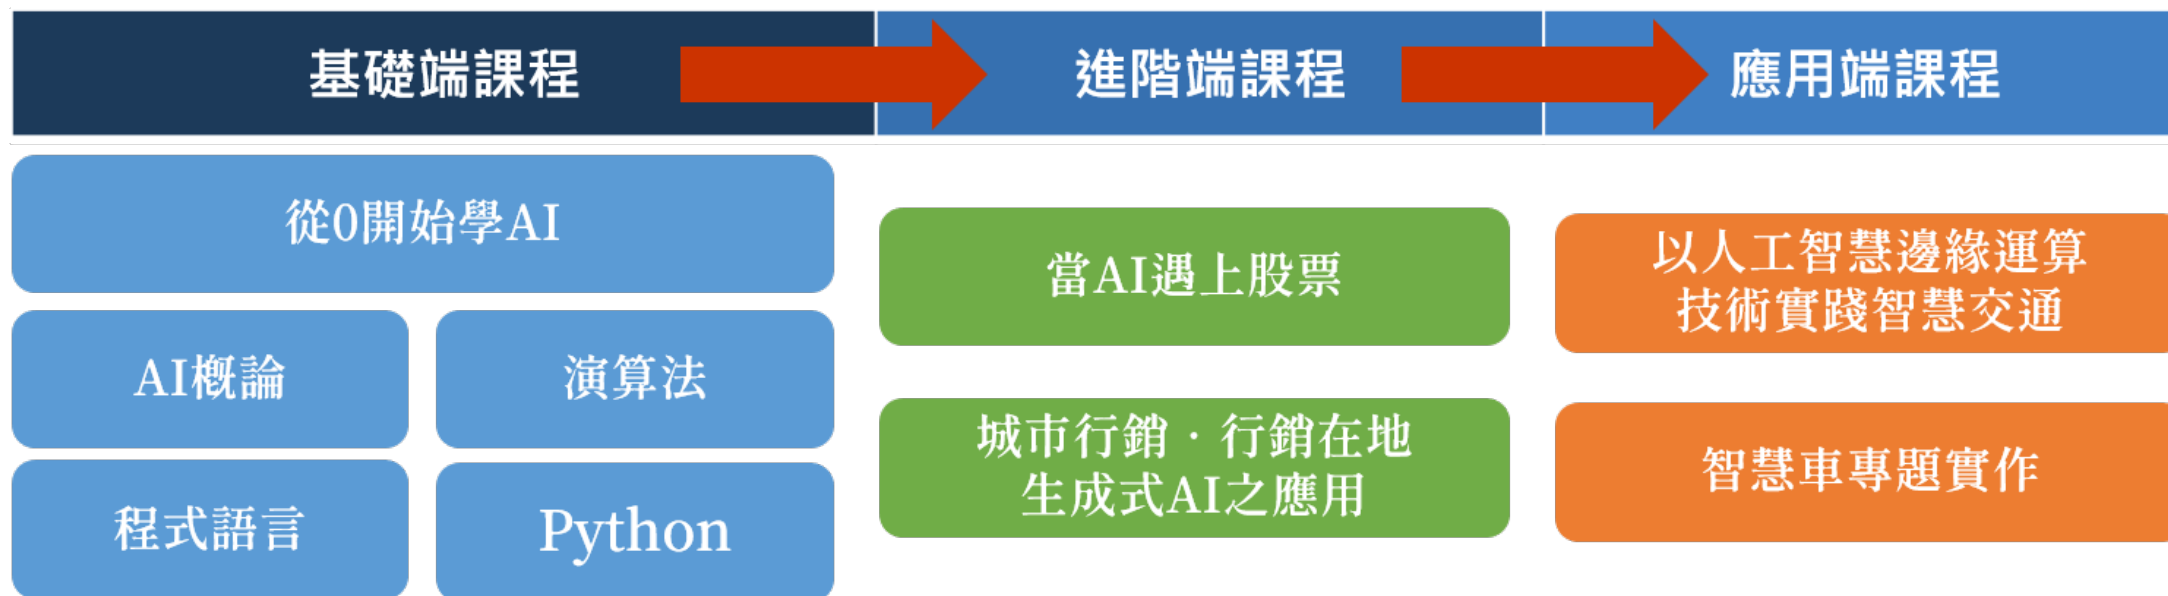 基礎端課程
進階端課程
應用端課程
從0開始學AI
AI概論
演算法
程式語言
Python
當AI遇上股票
城市行銷‧行銷在地
生成式AI之應用
以人工智慧邊緣運算
技術實踐智慧交通
智慧車專題實作